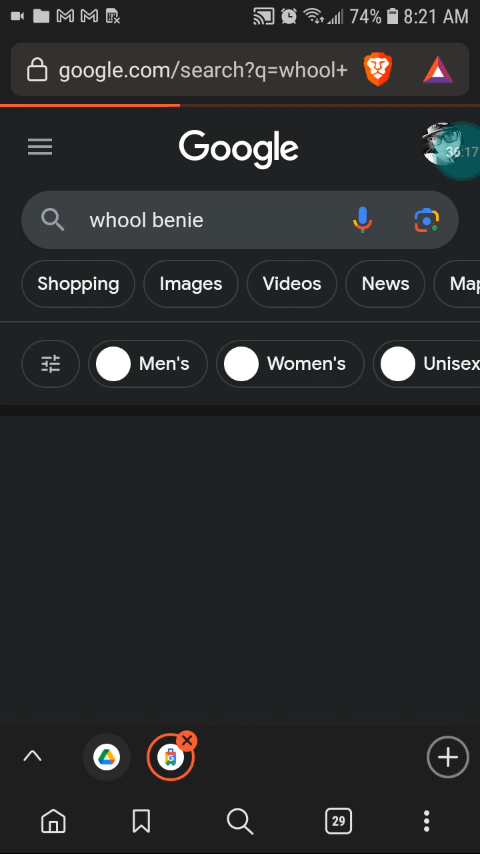 74% 8:21 AM
google.com/search?q=whool+
Google
36:17
whool benie
Shopping Images Videos News Map
Men's Women's Unisex
29